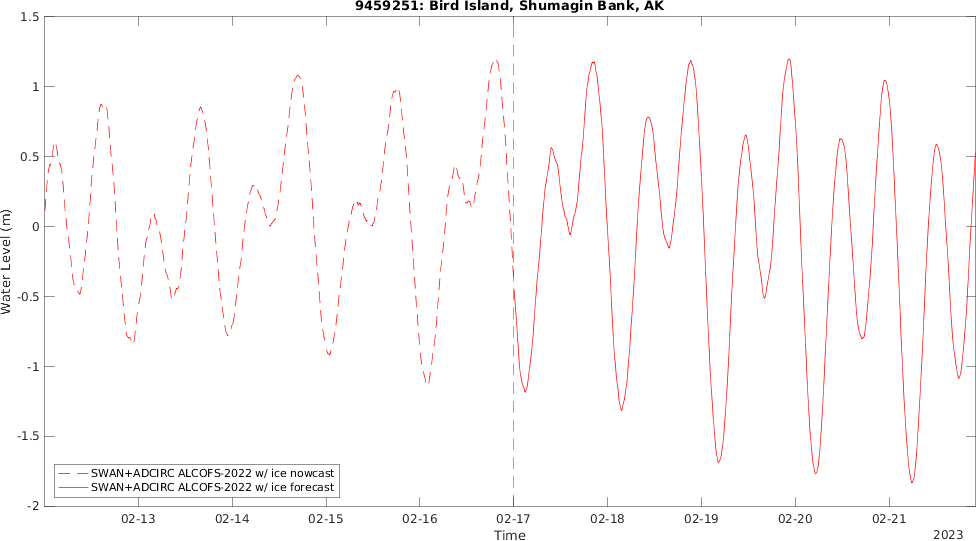 9459251: Bird Island, Shumagin Bank, AK
1.5
1
0.5
0
-0.5
-1
-1.5
-2
Water Level (m)
SWAN+ADCIRC ALCOFS-2022 w/ ice nowcast
SWAN+ADCIRC ALCOFS-2022 w/ ice forecast
02-13 02-14 02-15 02-16 02-17 02-18 02-19 02-20 02-21
Time
2023